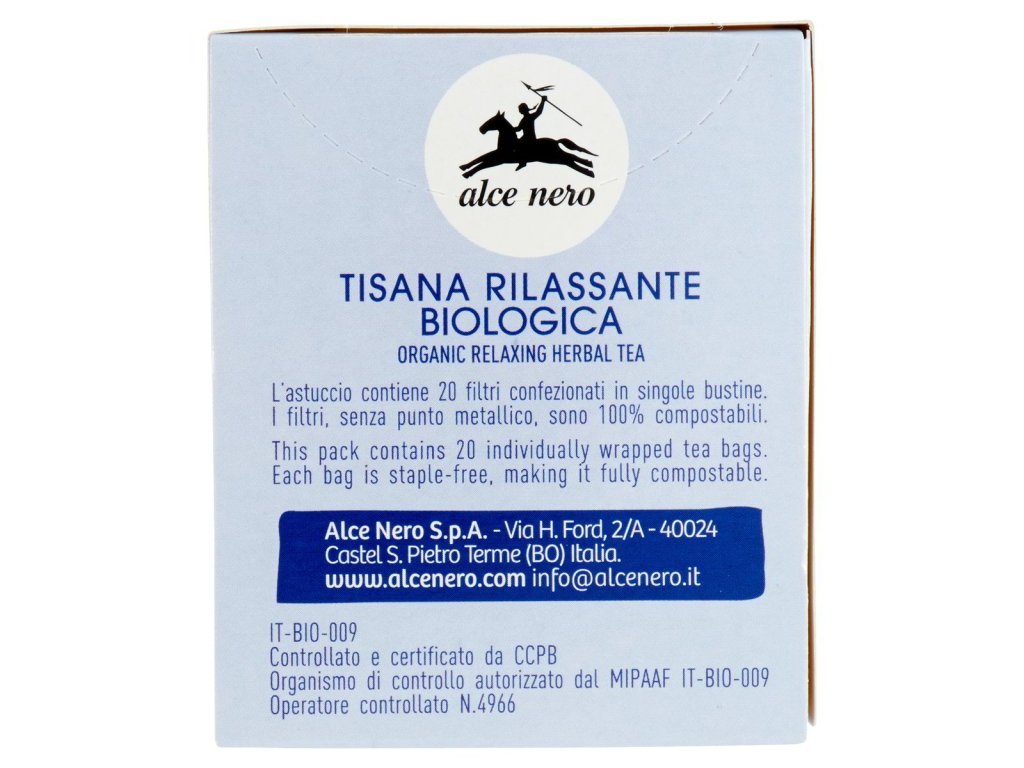 alce nero
TISANA RILASSANTE
BIOLOGICA
ORGANIC RELAXING HERBAL TEA
L'astuccio contiene 20 filtri confezionati in singole bustine.
I filtri, senza punto metallico, sono 100% compostabili.
This pack contains 20 individually wrapped tea bags.
Each bag is staple-free, making it fully compostable.
Alce Nero S.p.A. - Via H. Ford, 2/A - 40024
Castel S. Pietro Terme (BO) Italia.
www.alcenero.com info@alcenero.it
IT-BIO-009
Controllato e certificato da CCPB
Organismo di controllo autorizzato dal MIPAAF IT-BIO-009
Operatore controllato N.4966